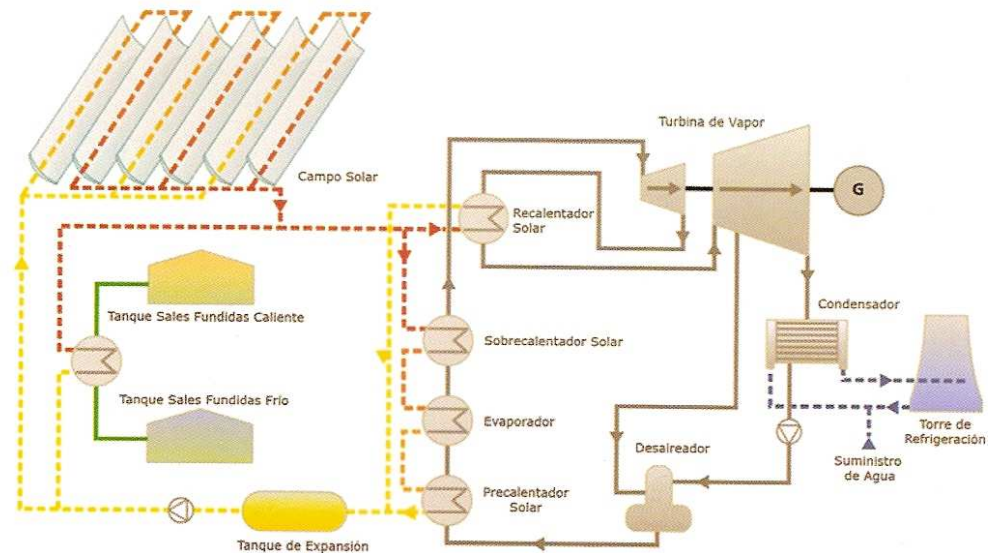 Campo Solar
Turbina de Vapor
G
Recalentador
Solar
Tanque Sales Fundidas Caliente
Sobrecalentador Solar
Condensador
Tanque Sales Fundidas Frío
Evaporador
Torre de
Refrigeración
Desaireador
Suministro
de Agua
Precalentador
Solar
Tanque de Expansión